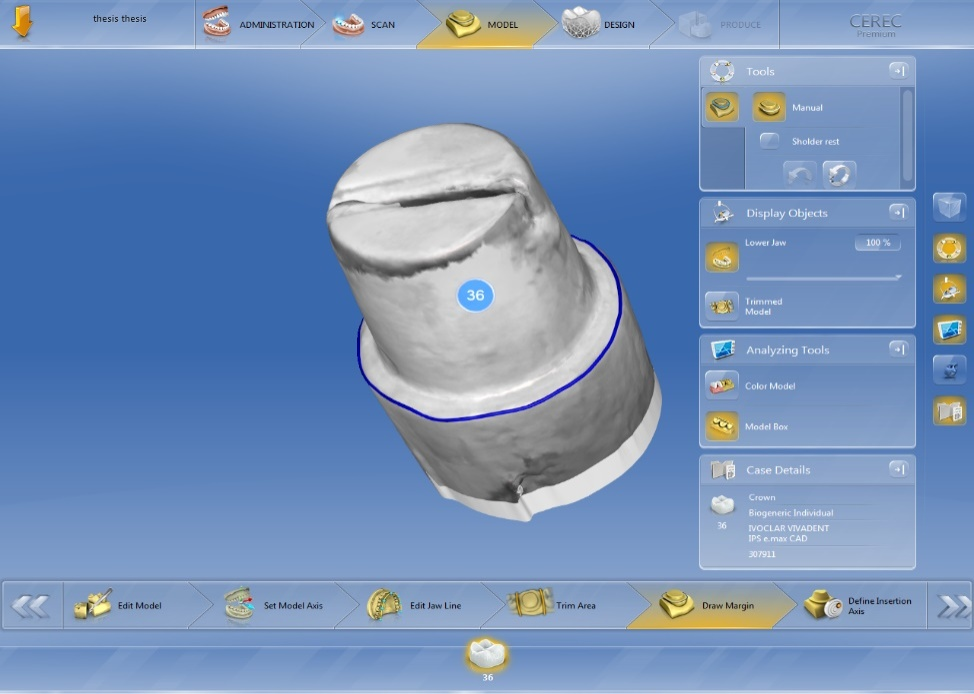 thesis thesis
ADMINISTRATION
SCAN
MODEL
DESIGN
PRODUCE
CEREC
Premium
Tools
Manual
Sholder rest
Display Objects
Lower Jaw
100 %
Trimmed
Model
Analyzing Tools
Color Model
Model Box
Case Details
Crown
Biogeneric Individual
36
IVOCLAR VIVADENT
IPS e.max CAD
307911
36
Edit Model
Set Model Axis
Edit Jaw Line
Trim Area
Draw Margin
Define Insertion
Axis
36